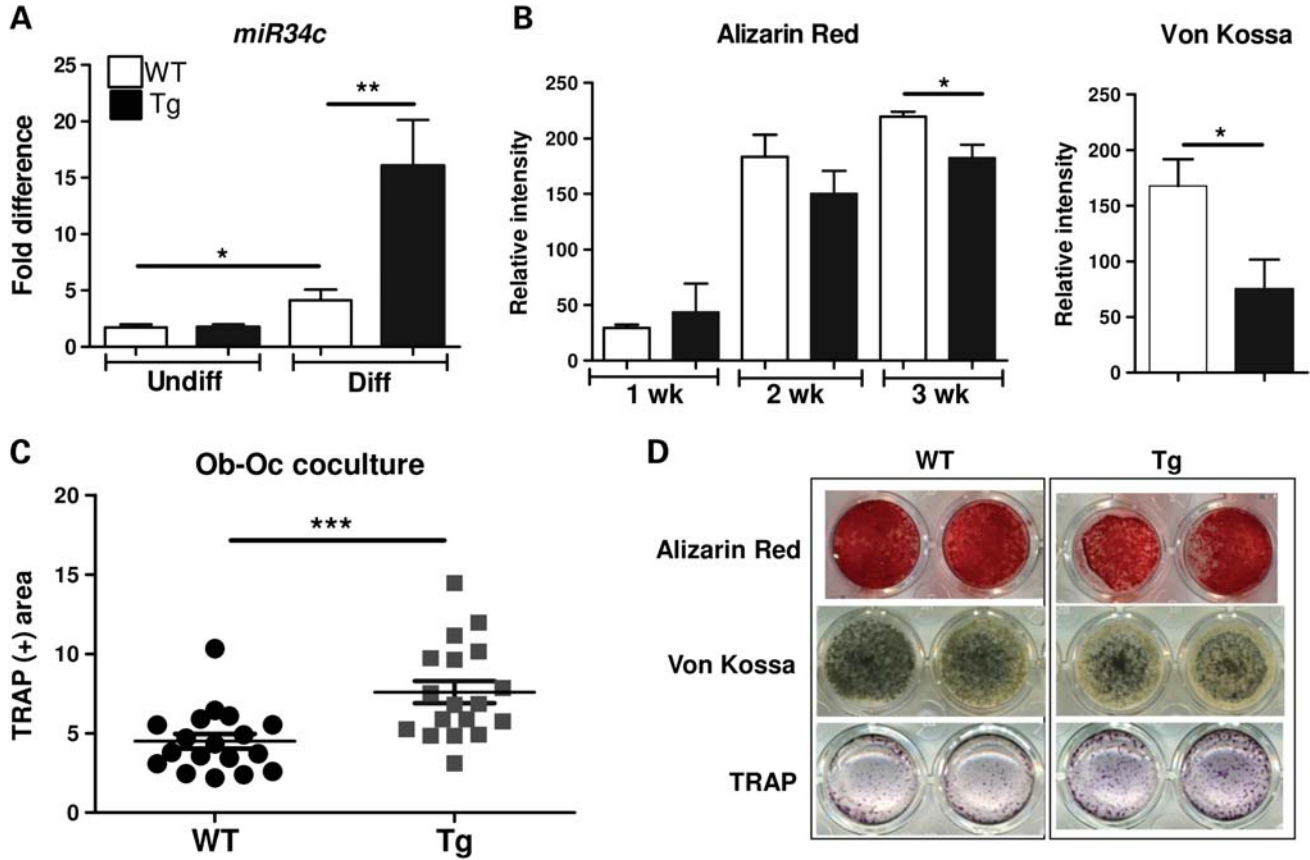 A
miR34c
Fold difference
25
20
15
10
5
0
WT
Tg
**
*
Undiff
Diff
B
Alizarin Red
Relative intensity
250
200
150
100
50
0
*
1 wk
2 wk
3 wk
Von Kossa
Relative intensity
250
200
150
100
50
0
*
C
Ob-Oc coculture
TRAP (+) area
20
15
10
5
0
***
WT
Tg
D
WT
Tg
Alizarin Red
Von Kossa
TRAP